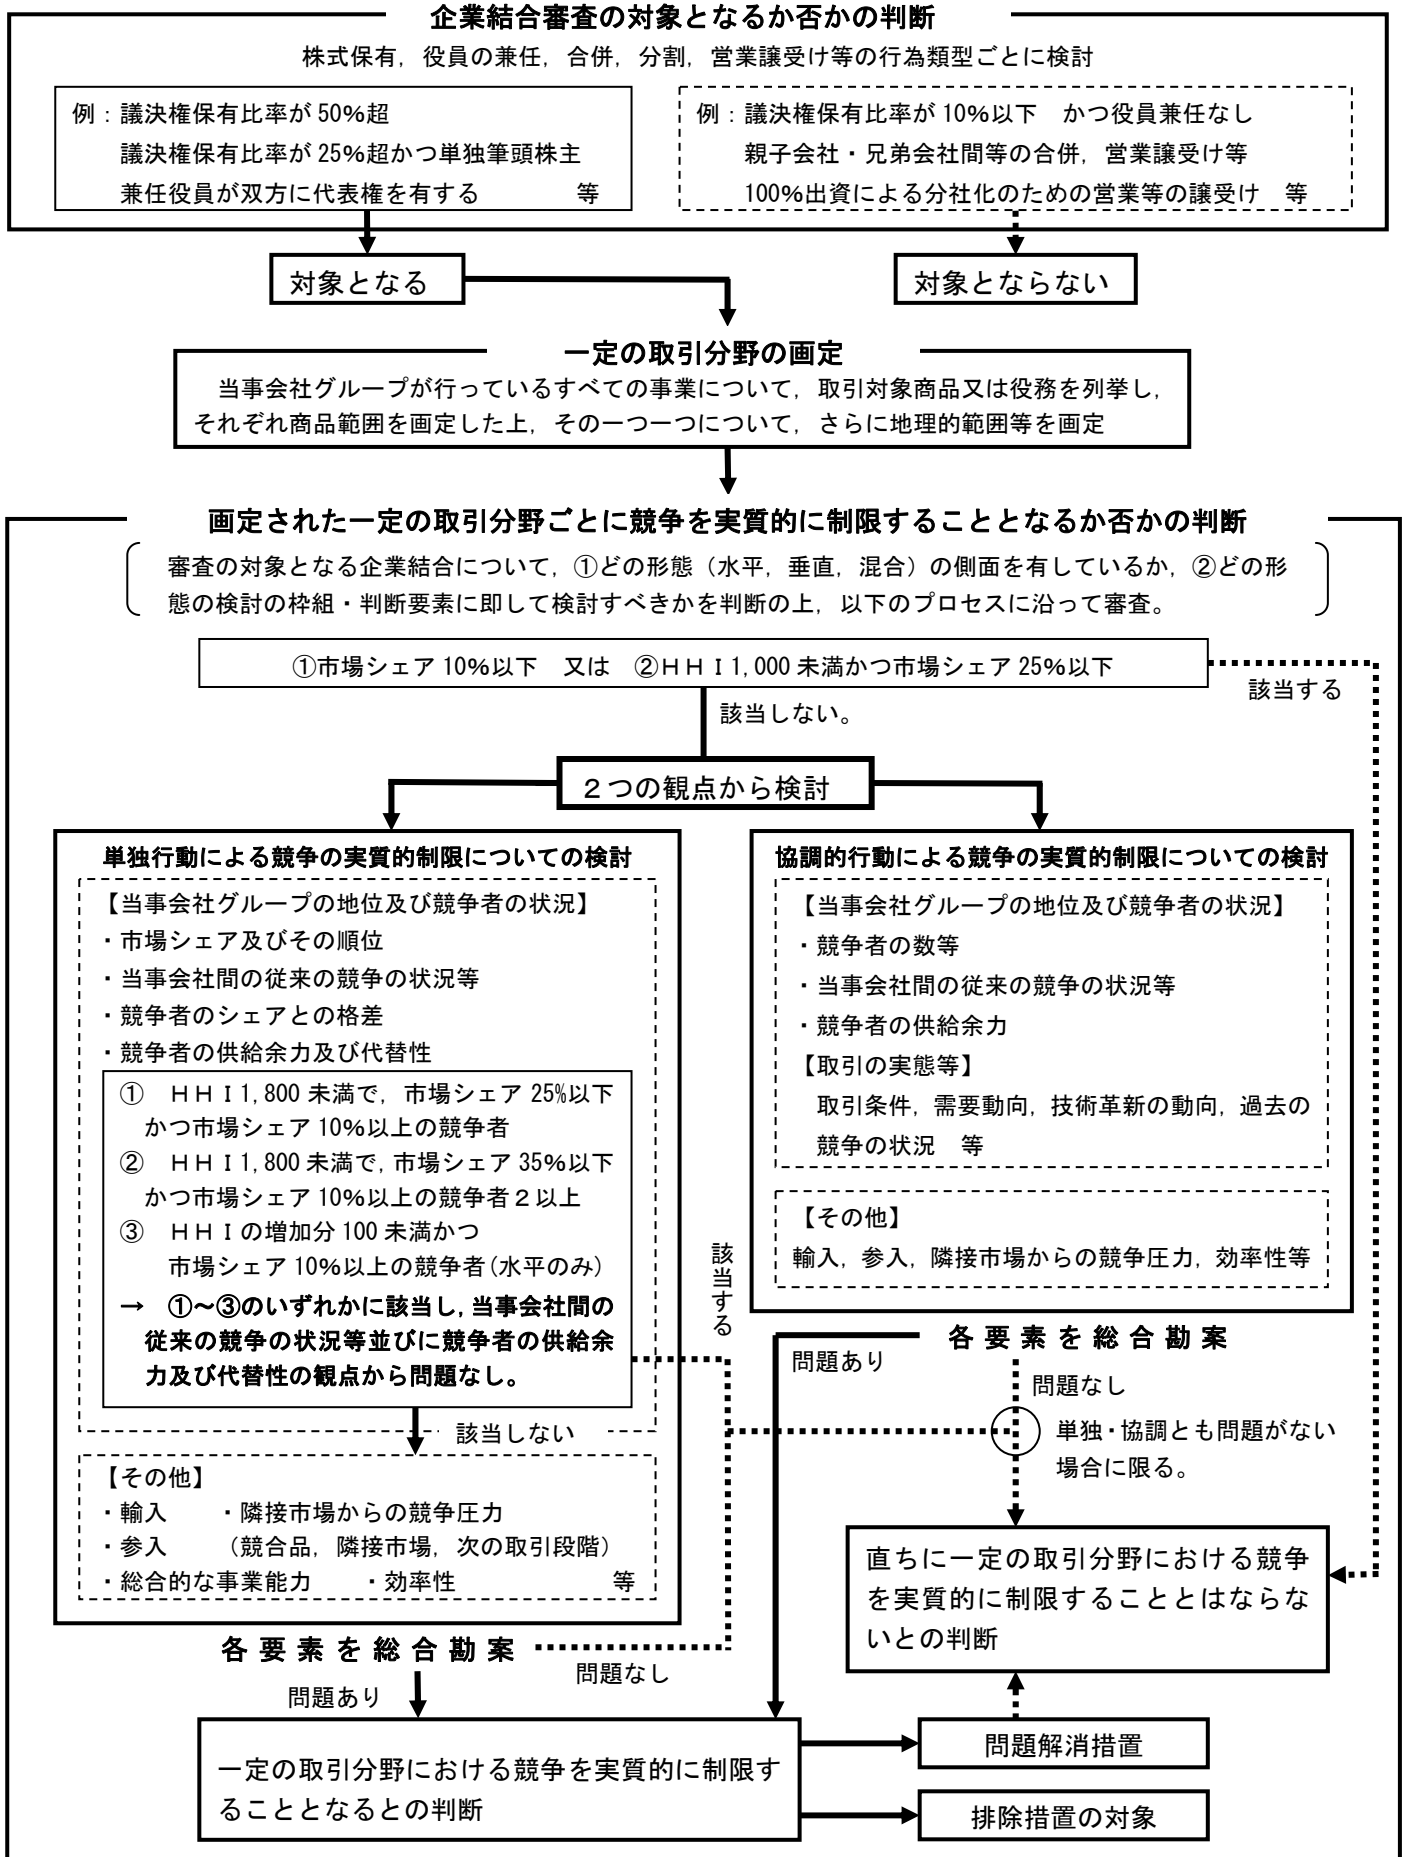 企業結合審査の対象となるか否かの判断
株式保有，役員の兼任，合併，分割，営業譲受け等の行為類型ごとに検討
例：議決権保有比率が 50%超
議決権保有比率が 25%超かつ単独筆頭株主
兼任役員が双方に代表権を有する　等
例：議決権保有比率が 10%以下　かつ役員兼任なし
親子会社・兄弟会社間等の合併，営業譲受け等
100%出資による分社化のための営業等の譲受け　等
対象となる
対象とならない
一定の取引分野の画定
当事会社グループが行っているすべての事業について，取引対象商品又は役務を列挙し，
それぞれ商品範囲を画定した上，その一つ一つについて，さらに地理的範囲等を画定
画定された一定の取引分野ごとに競争を実質的に制限することとなるか否かの判断
審査の対象となる企業結合について，①どの形態（水平，垂直，混合）の側面を有しているか，②どの形
態の検討の枠組・判断要素に即して検討すべきかを判断の上，以下のプロセスに沿って審査。
①市場シェア 10%以下　又は　②ＨＨＩ1,000 未満かつ市場シェア 25%以下
該当する
該当しない。
２つの観点から検討
単独行動による競争の実質的制限についての検討
【当事会社グループの地位及び競争者の状況】
・市場シェア及びその順位
・当事会社間の従来の競争の状況等
・競争者のシェアとの格差
・競争者の供給余力及び代替性
①　ＨＨＩ1,800 未満で，市場シェア 25%以下
かつ市場シェア 10%以上の競争者
②　ＨＨＩ1,800 未満で，市場シェア 35%以下
かつ市場シェア 10%以上の競争者２以上
③　ＨＨＩの増加分 100 未満かつ
市場シェア 10%以上の競争者（水平のみ）
→　①～③のいずれかに該当し，当事会社間の
従来の競争の状況等並びに競争者の供給余
力及び代替性の観点から問題なし。
該当しない
【その他】
・輸入　・隣接市場からの競争圧力
・参入　（競合品，隣接市場，次の取引段階）
・総合的な事業能力　・効率性　等
各要素を総合勘案
問題なし
問題あり
該当する
協調的行動による競争の実質的制限についての検討
【当事会社グループの地位及び競争者の状況】
・競争者の数等
・当事会社間の従来の競争の状況等
・競争者の供給余力
【取引の実態等】
取引条件，需要動向，技術革新の動向，過去の
競争の状況　等
【その他】
輸入，参入，隣接市場からの競争圧力，効率性等
各要素を総合勘案
問題あり
問題なし
単独・協調とも問題がない
場合に限る。
直ちに一定の取引分野における競争
を実質的に制限することとはならな
いとの判断
一定の取引分野における競争を実質的に制限す
ることとなるとの判断
問題解消措置
排除措置の対象